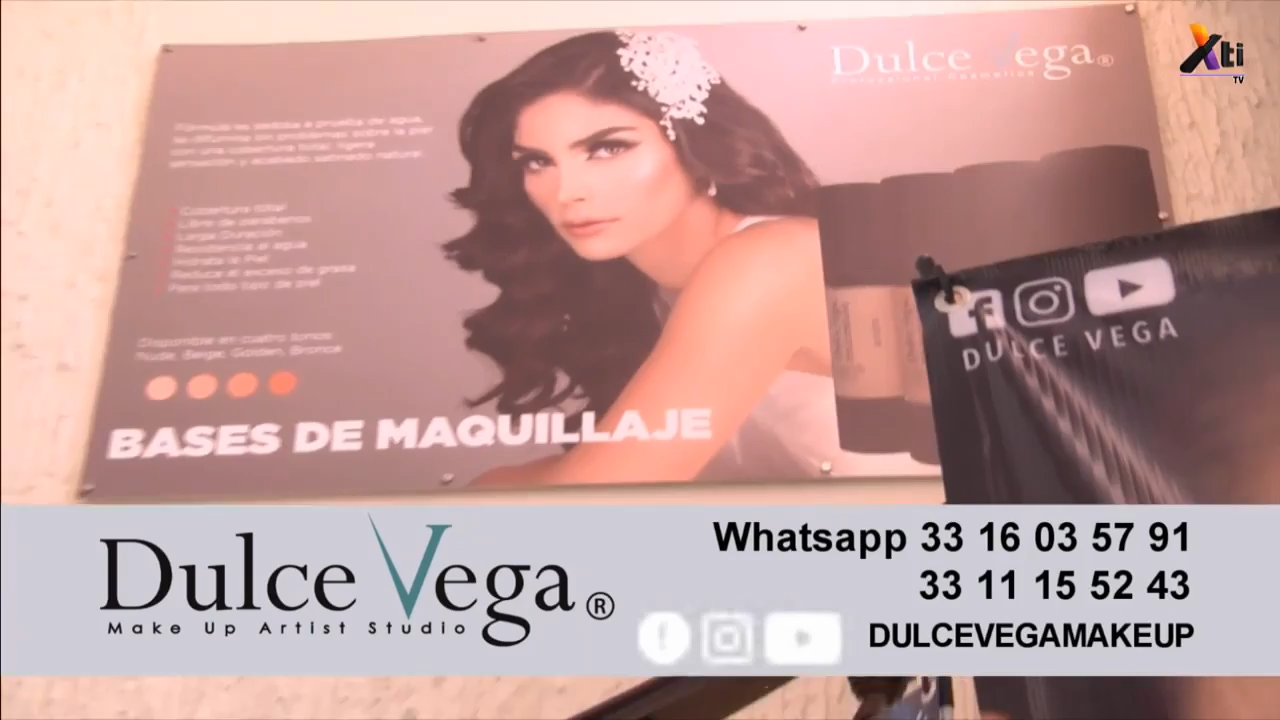 Xti
TV
Dulce Vega®
Professional Cosmetics
Cobertura total
Libre de parabenos
Larga Duración
Resistencia al agua
Hidrata la Piel
Reduce el exceso de grasa
Para todo tipo de piel
Disponible en cuatro tonos
Nude, Beige, Golden, Bronce
BASES DE MAQUILLAJE
DULCE VEGA
Dulce Vega®
Make Up Artist Studio
Whatsapp 33 16 03 57 91
33 11 15 52 43
DULCEVEGAMAKEUP